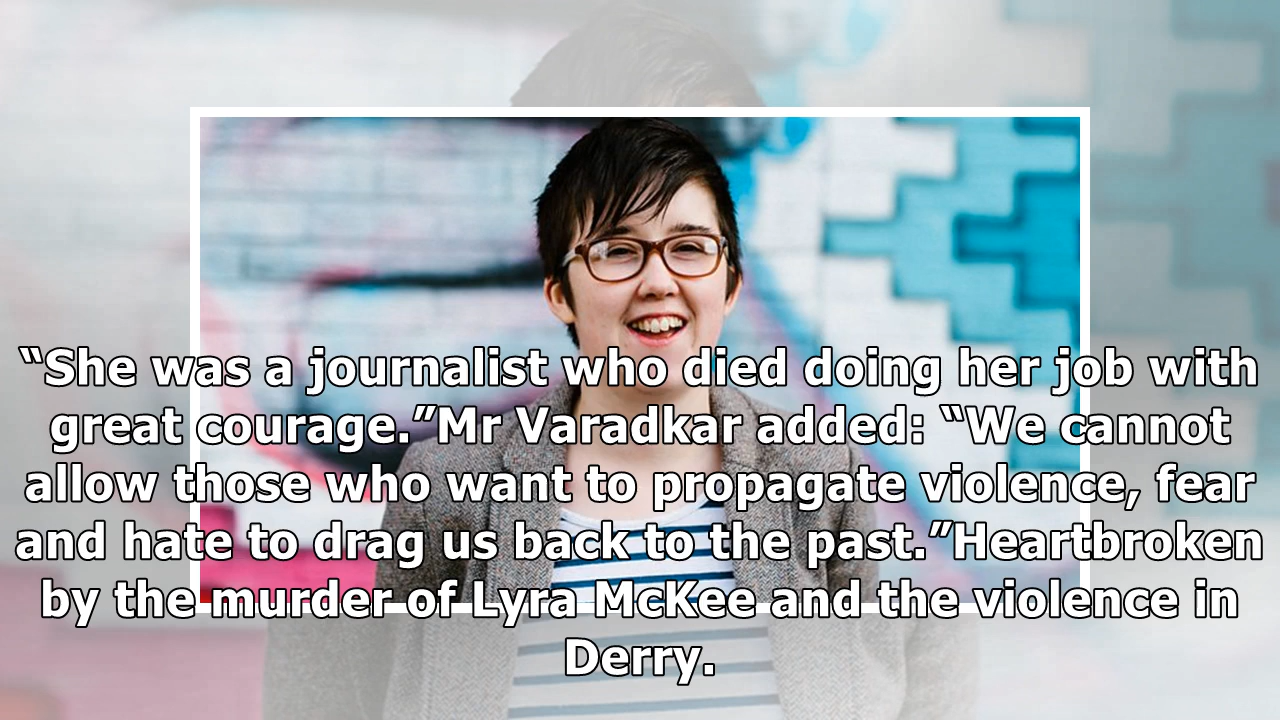 “She was a journalist who died doing her job with
great courage.”Mr Varadkar added: “We cannot
allow those who want to propagate violence, fear
and hate to drag us back to the past.”Heartbroken
by the murder of Lyra McKee and the violence in
Derry.